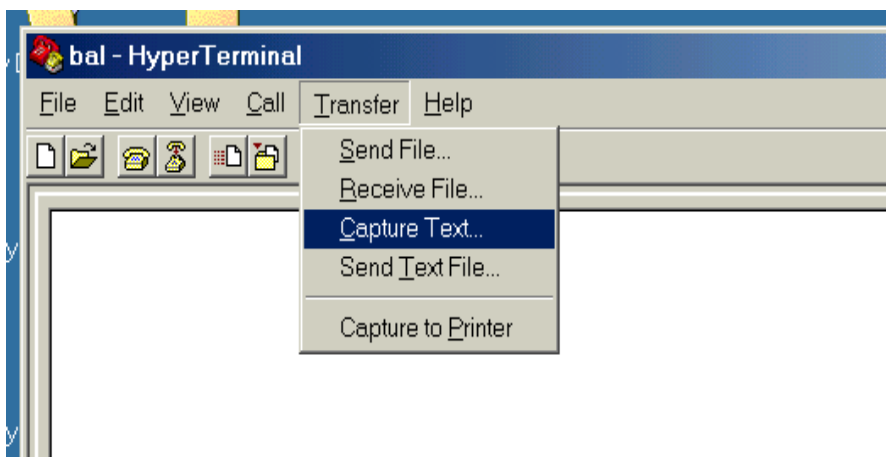 bal - HyperTerminal
File Edit View Call Transfer Help
Send File...
Receive File...
Capture Text...
Send Text File...
Capture to Printer